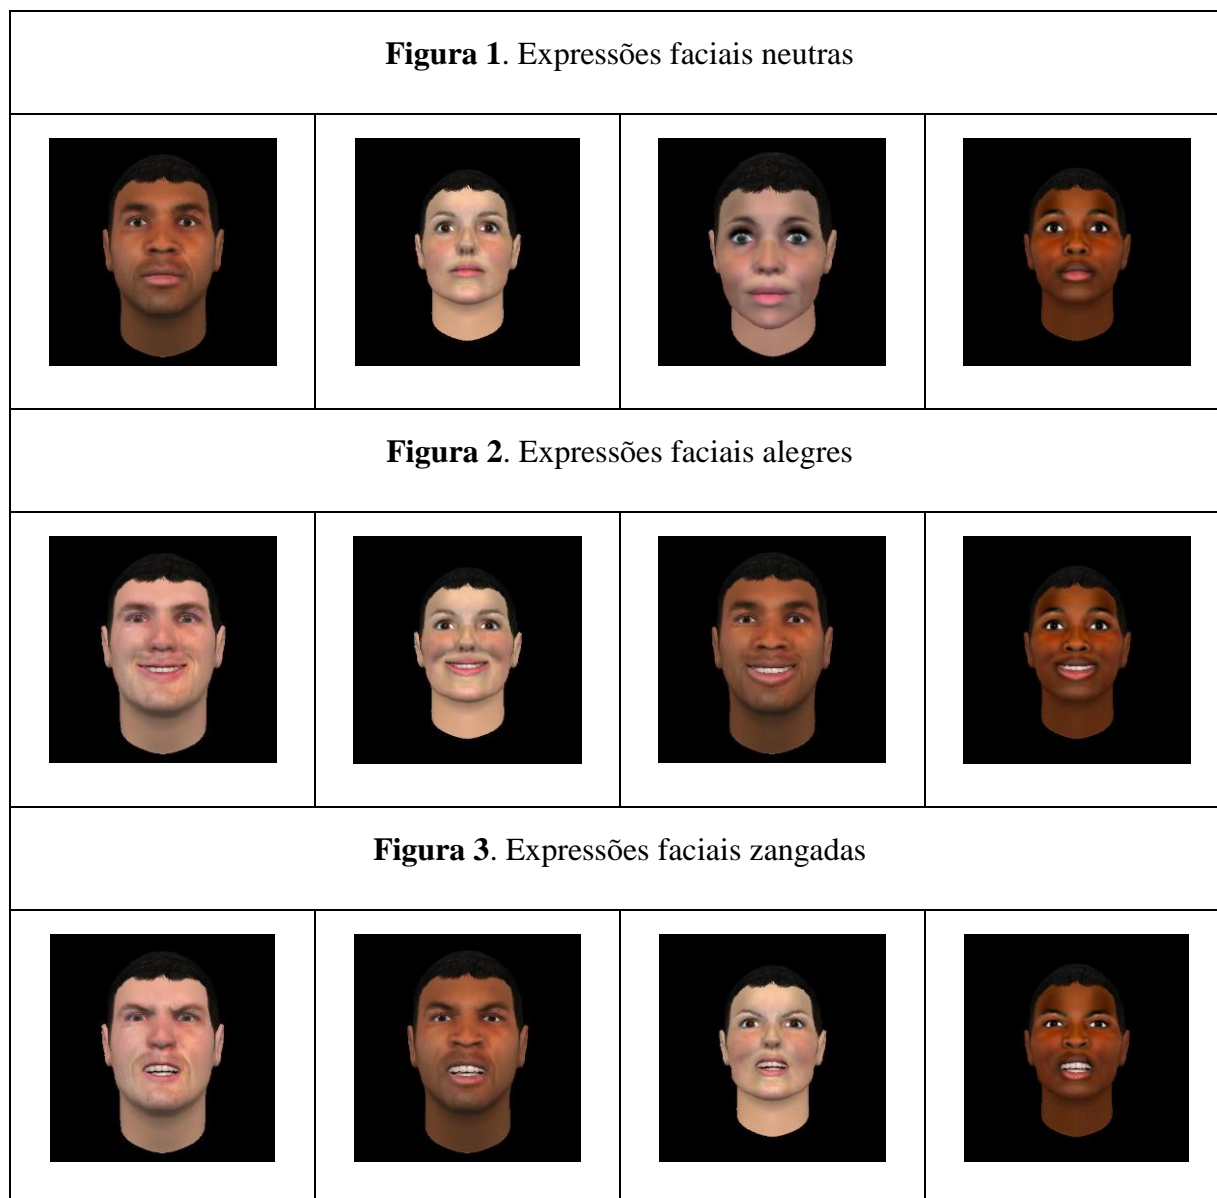 Figura 1. Expressões faciais neutras
Figura 2. Expressões faciais alegres
Figura 3. Expressões faciais zangadas